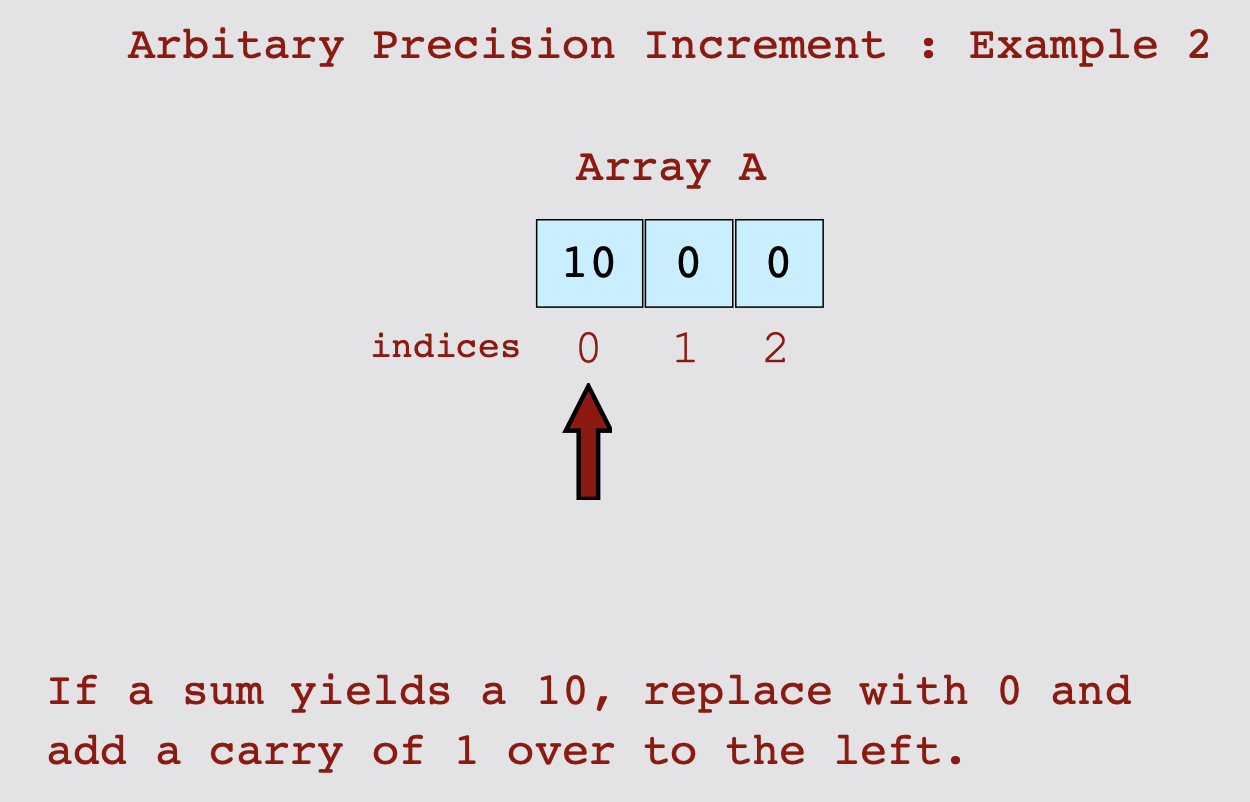 Arbitary Precision Increment : Example 2
Array A
10 0 0
indices 0 1 2
If a sum yields a 10, replace with 0 and
add a carry of 1 over to the left.